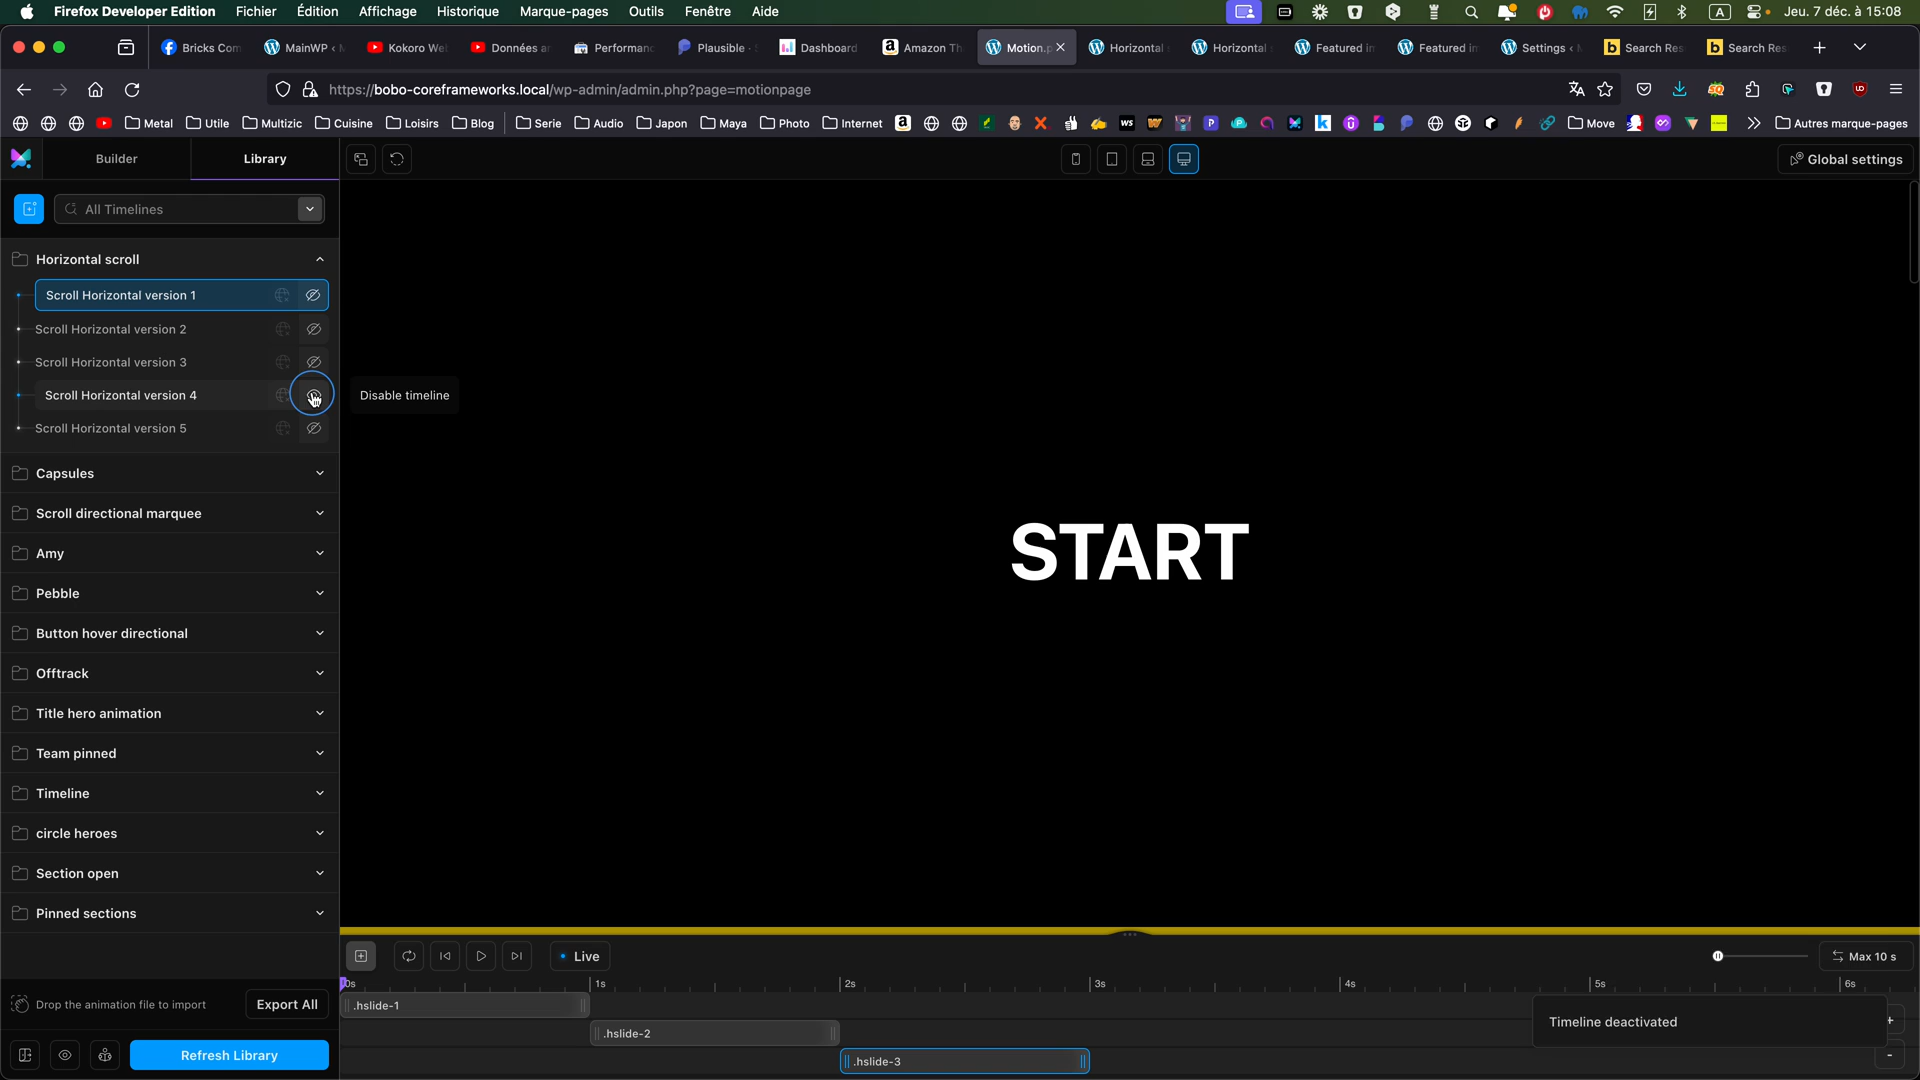 Firefox Developer Edition Fichier Édition Affichage Historique Marque-pages Outils Fenêtre Aide A Jeu. 7 déc. à 15:08
Bricks Com MainWP ‹ Kokoro We Données a Performanc Plausible · Dashboard Amazon Th Motion.p Horizontal Horizontal Featured i Featured i Settings ‹ Search Res Search Res
https://bobo-coreframeworks.local/wp-admin/admin.php?page=motionpage
Metal Utile Multizic Cuisine Loisirs Blog Serie Audio Japon Maya Photo Internet Move Autres marque-pages
Builder Library Global settings
All Timelines
Horizontal scroll
Scroll Horizontal version 1
Scroll Horizontal version 2
Scroll Horizontal version 3
Scroll Horizontal version 4 Disable timeline
Scroll Horizontal version 5
Capsules
Scroll directional marquee
Amy
START
Pebble
Button hover directional
Offtrack
Title hero animation
Team pinned
Timeline
circle heroes
Section open
Pinned sections
Live Max 10 s
0s 1s 2s 3s 4s 5s 6s
Drop the animation file to import Export All .hslide-1
Timeline deactivated
.hslide-2
Refresh Library .hslide-3